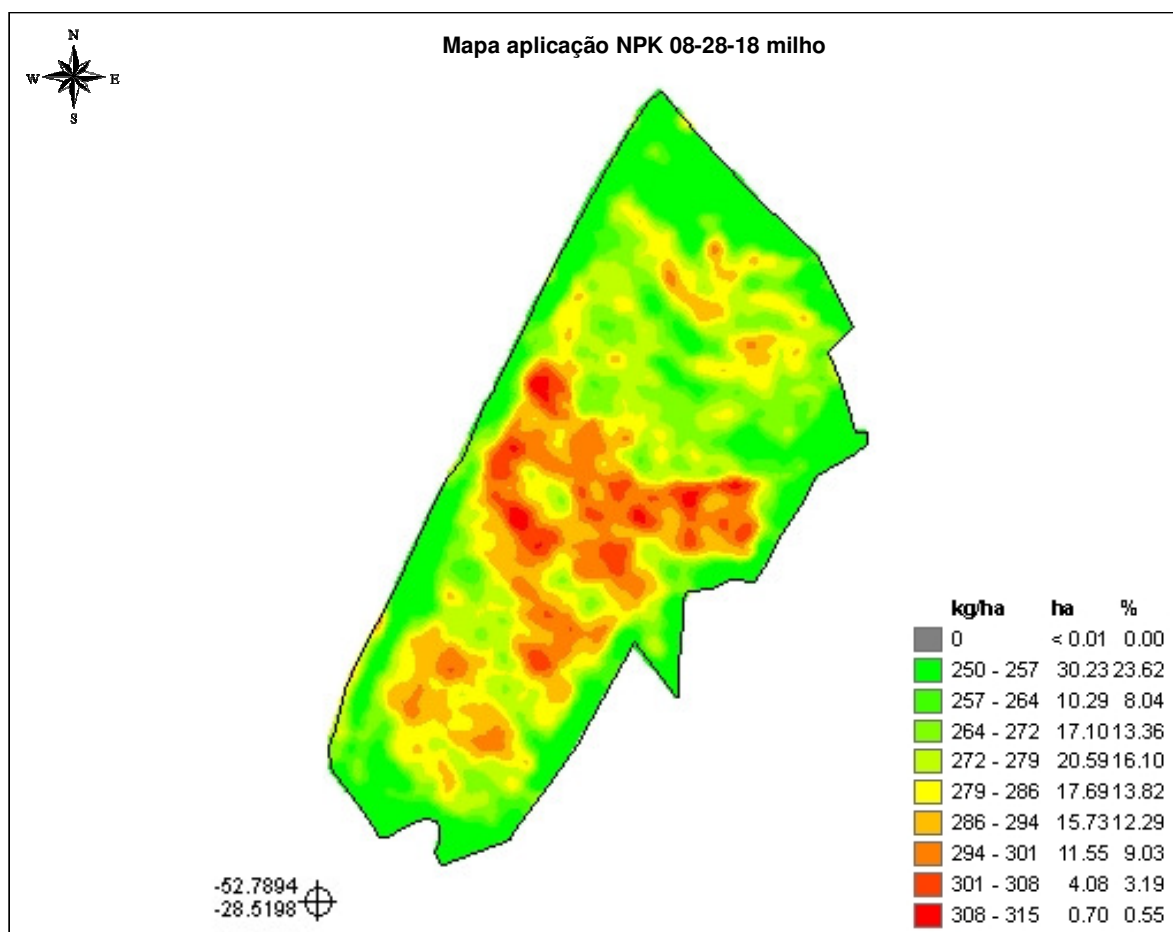 Mapa aplicação NPK 08-28-18 milho
N
W E
S
kg/ha ha %
0 < 0.01 0.00
250 - 257 30.23 23.62
257 - 264 10.29 8.04
264 - 272 17.10 13.36
272 - 279 20.59 16.10
279 - 286 17.69 13.82
286 - 294 15.73 12.29
294 - 301 11.55 9.03
301 - 308 4.08 3.19
308 - 315 0.70 0.55
-52.7894
-28.5198